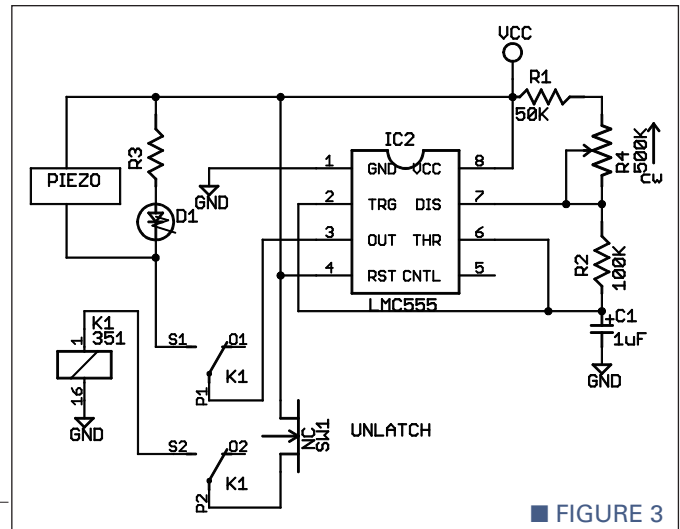 VCC
R1
50K
IC2
R3
PIEZO
D1
1 GND VCC 8
2 TRG DIS 7
3 OUT THR 6
4 RST CNTL 5
LMC555
GND
R4
500K
CW
R2
100K
+C1
1uF
GND
K1
351
1
16
GND
S1
O1
K1
P1
S2
O2
K1
P2
NC
SW1
UNLATCH
■ FIGURE 3